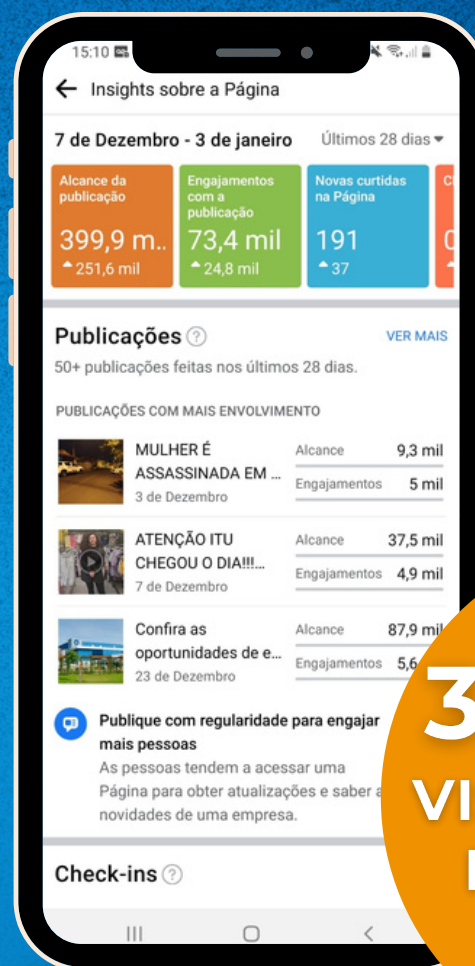 15:10
Insights sobre a Página
7 de Dezembro - 3 de janeiro
Últimos 28 dias
Alcance da
publicação
399,9 m..
251,6 mil
Engajamentos
com a
publicação
73,4 mil
24,8 mil
Novas curtidas
na Página
191
37
Publicações
VER MAIS
50+ publicações feitas nos últimos 28 dias.
PUBLICAÇÕES COM MAIS ENVOLVIMENTO
MULHER É
ASSASSINADA EM ...
3 de Dezembro
Alcance 9,3 mil
Engajamentos 5 mil
ATENÇÃO ITU
CHEGOU O DIA!!!...
7 de Dezembro
Alcance 37,5 mil
Engajamentos 4,9 mil
Confira as
oportunidades de e...
23 de Dezembro
Alcance 87,9 mil
Engajamentos 5,6
Publique com regularidade para engajar
mais pessoas
As pessoas tendem a acessar uma
Página para obter atualizações e saber a
novidades de uma empresa.
Check-ins
3
VI